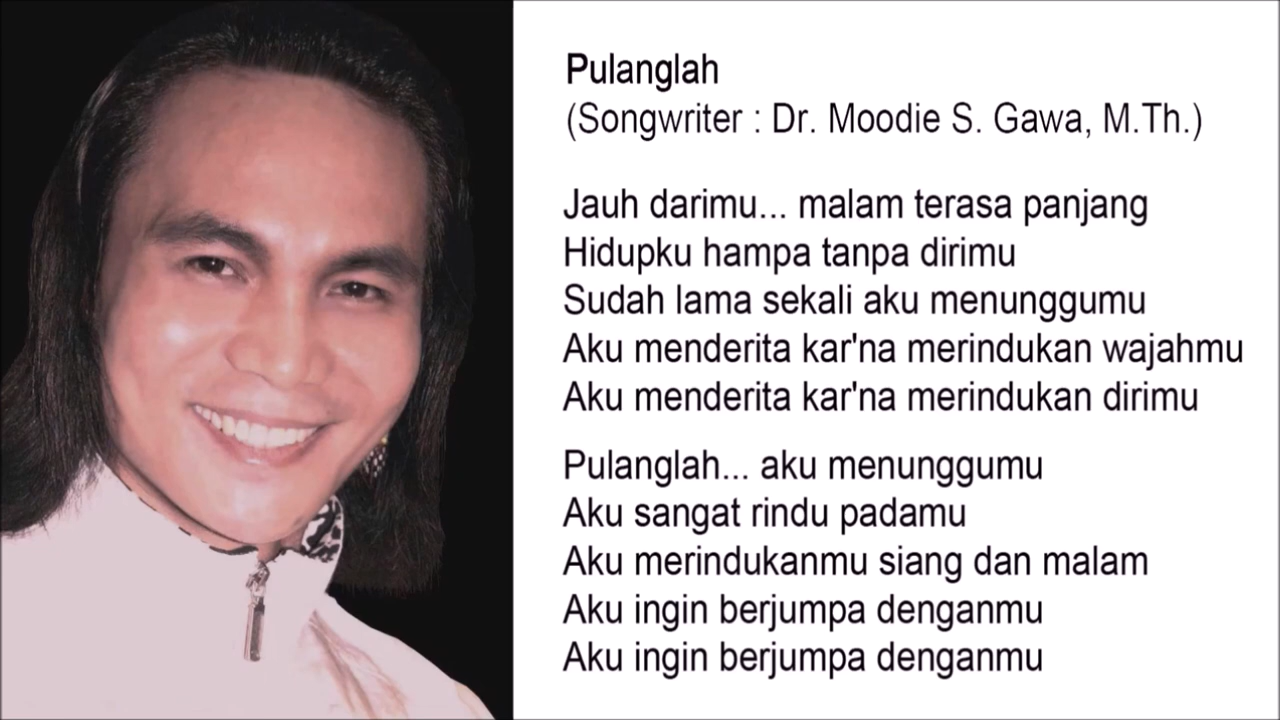 Pulanglah
(Songwriter : Dr. Moodie S. Gawa, M.Th.)
Jauh darimu... malam terasa panjang
Hidupku hampa tanpa dirimu
Sudah lama sekali aku menunggumu
Aku menderita kar'na merindukan wajahmu
Aku menderita kar'na merindukan dirimu
Pulanglah... aku menunggumu
Aku sangat rindu padamu
Aku merindukanmu siang dan malam
Aku ingin berjumpa denganmu
Aku ingin berjumpa denganmu